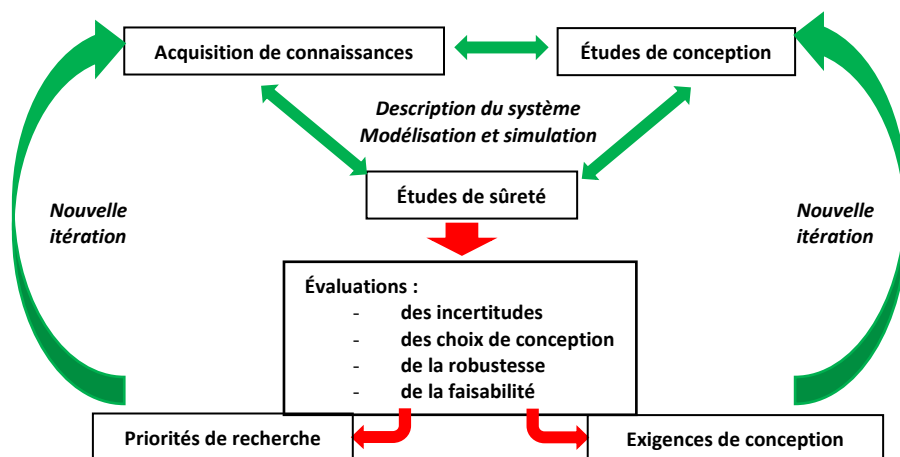 Acquisition de connaissances
Études de conception
Description du système
Modélisation et simulation
Études de sûreté
Nouvelle
itération
Nouvelle
itération
Évaluations :
- des incertitudes
- des choix de conception
- de la robustesse
- de la faisabilité
Priorités de recherche
Exigences de conception